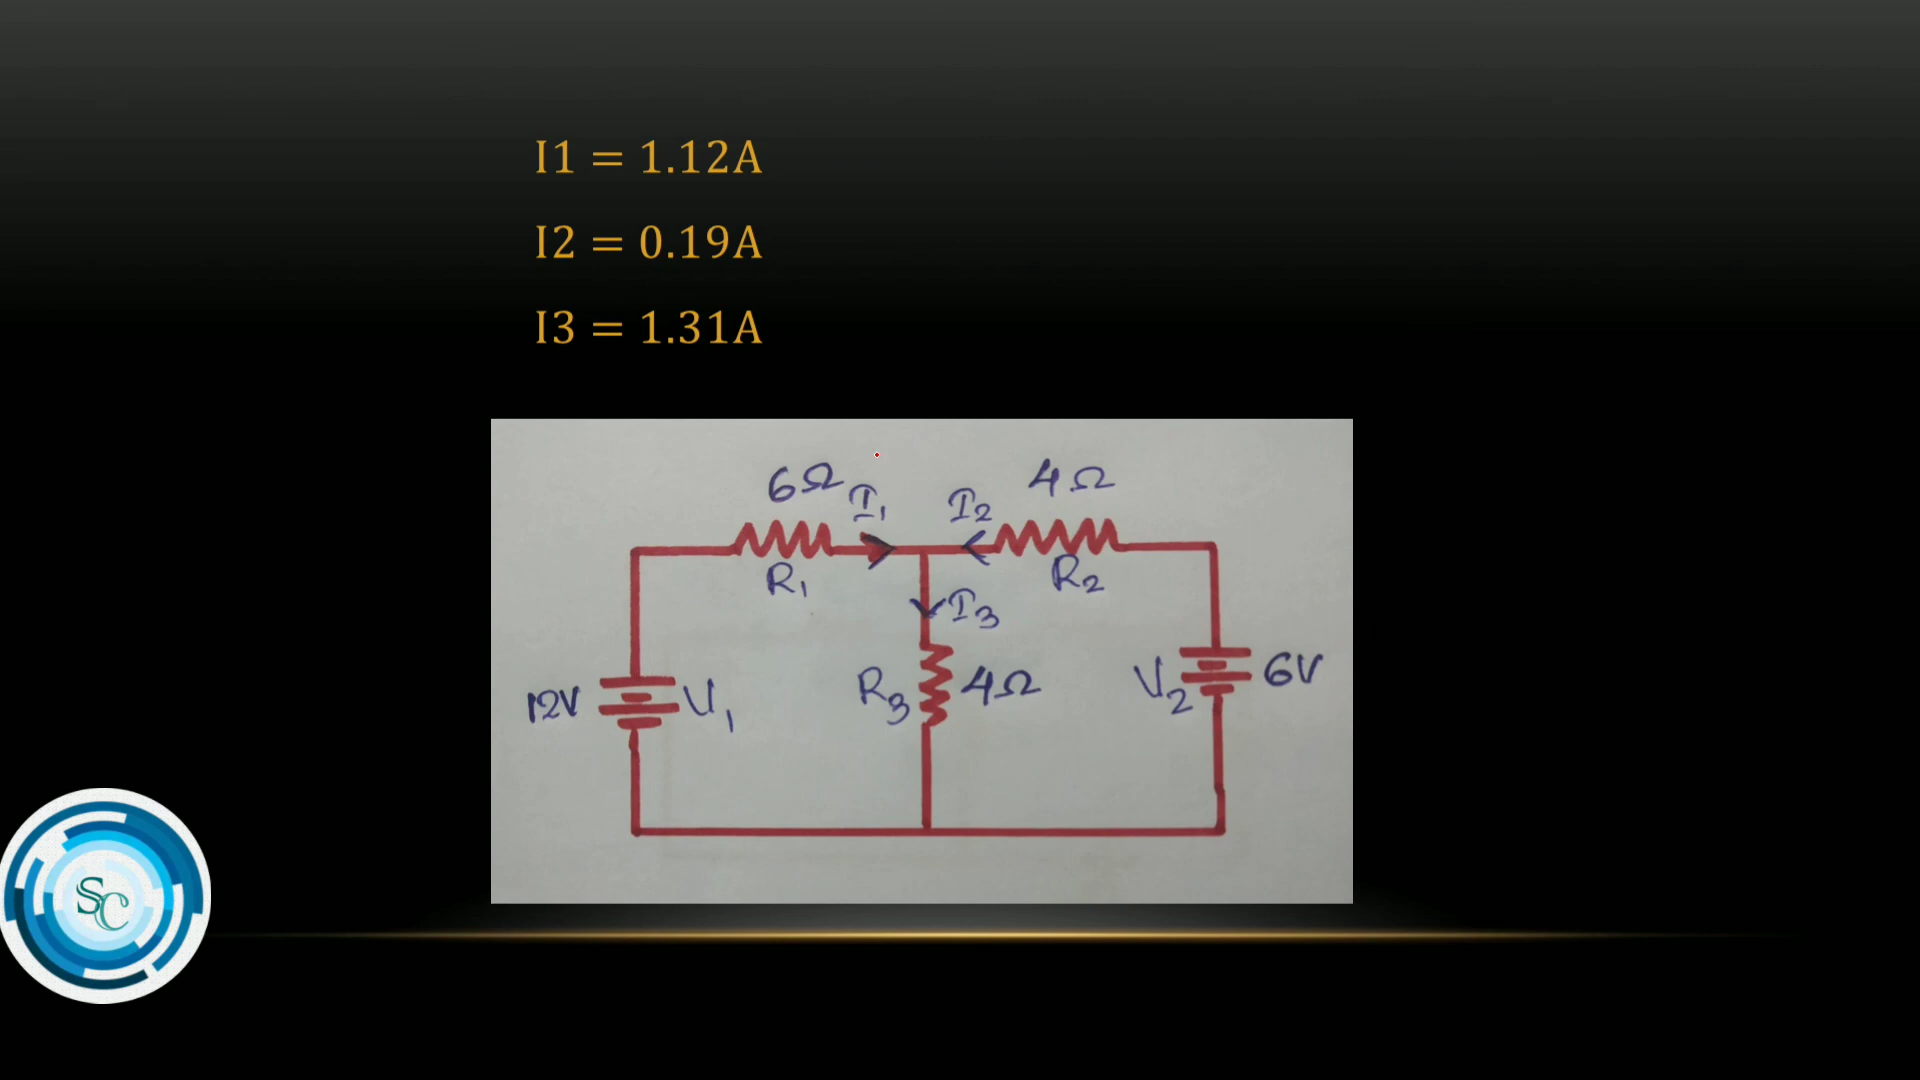 I1 = 1.12A
I2 = 0.19A
I3 = 1.31A
6Ω I₁ I₂ 4Ω
R₁ R₂
I₃
12V V₁ R₃ 4Ω V₂ 6V
SC